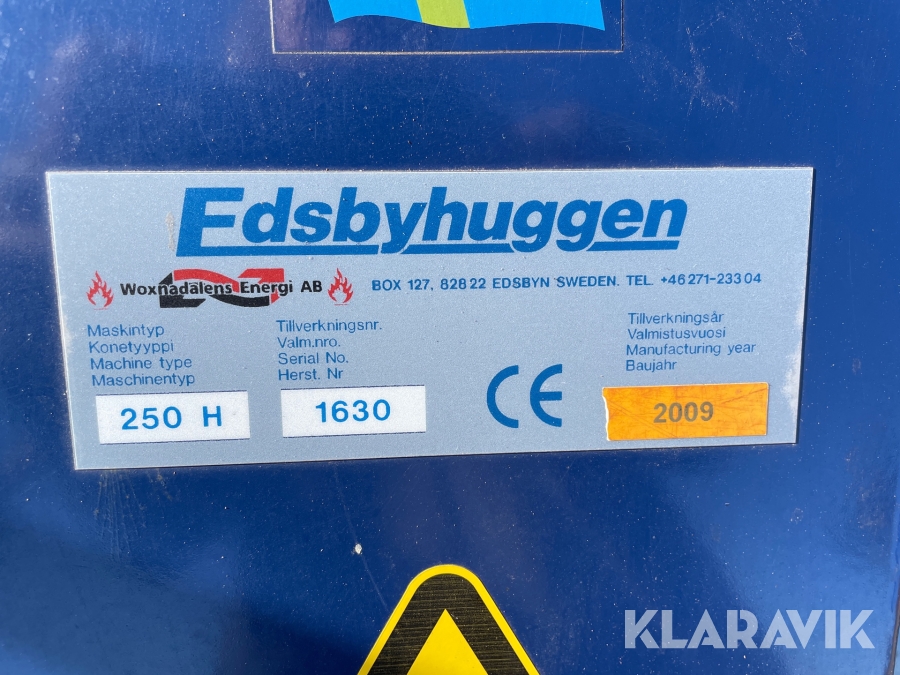 Edsbyhuggen
Woxnadalens Energi AB
BOX 127, 828 22 EDSBYN SWEDEN. TEL. +46 271-233 04
Maskintyp
Konetyyppi
Machine type
Maschinentyp
250 H
Tillverkningsnr.
Valm.nro.
Serial No.
Herst. Nr
1630
CE
Tillverkningsår
Valmistusvuosi
Manufacturing year
Baujahr
2009
KLARAVIK